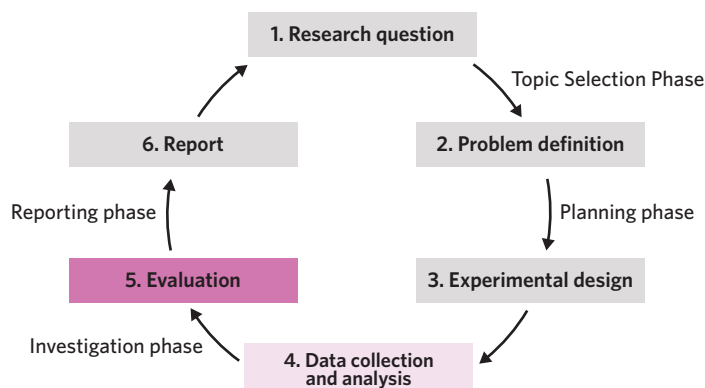 1. Research question
Topic Selection Phase
6. Report
2. Problem definition
Reporting phase
Planning phase
5. Evaluation
3. Experimental design
Investigation phase
4. Data collection
and analysis